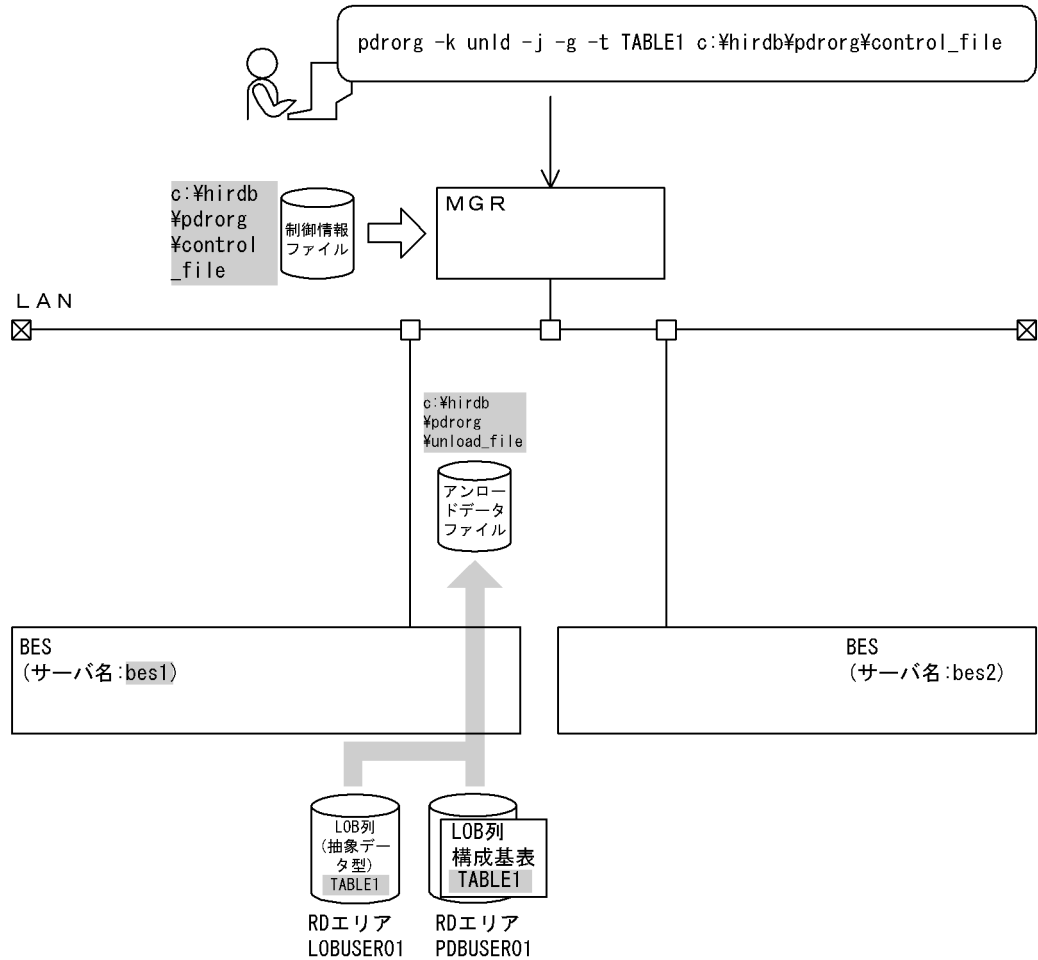 pdrorg -k unld -j -g -t TABLE1 c:¥hirdb¥pdrorg¥control_file
c:¥hirdb
¥pdrorg
¥control
_file
制御情報
ファイル
ＭＧＲ
ＬＡＮ
c:¥hirdb
¥pdrorg
¥unload_file
アンロー
ドデータ
ファイル
BES
(サーバ名:bes1)
BES
(サーバ名:bes2)
LOB列
(抽象デー
タ型)
TABLE1
LOB列
構成基表
TABLE1
RDエリア
LOBUSER01
RDエリア
PDBUSER01